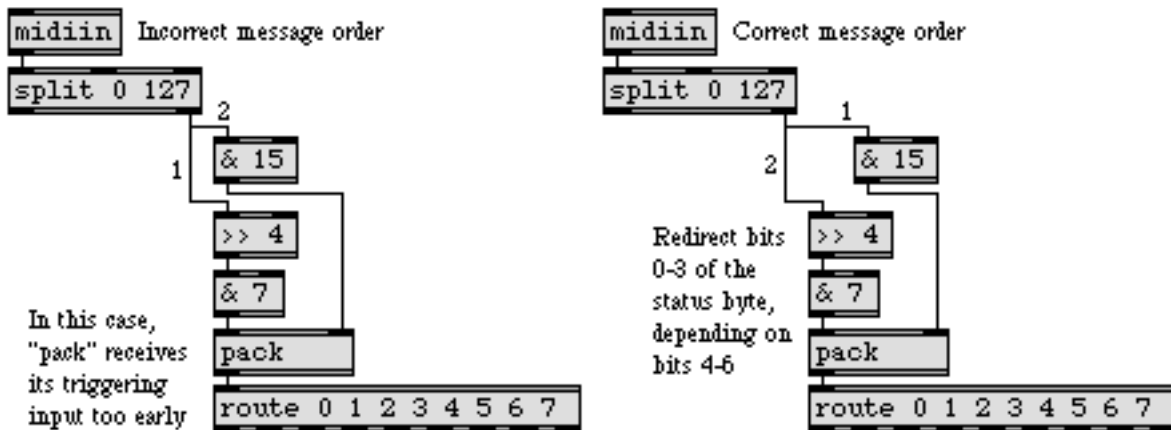 midiin
Incorrect message order
split 0 127
2
& 15
1
>> 4
& 7
In this case,
"pack" receives
its triggering
input too early
pack
route 0 1 2 3 4 5 6 7
midiin
Correct message order
split 0 127
1
& 15
2
>> 4
Redirect bits
0-3 of the
status byte,
depending on
bits 4-6
& 7
pack
route 0 1 2 3 4 5 6 7